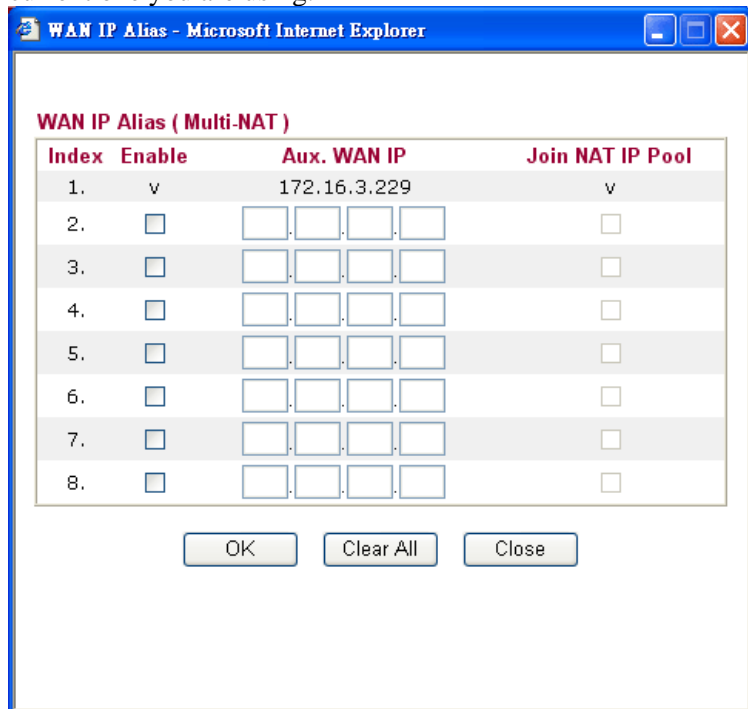 WAN IP Alias - Microsoft Internet Explorer
WAN IP Alias ( Multi-NAT )
Index Enable Aux. WAN IP Join NAT IP Pool
1. v 172.16.3.229 v
2. . . .
3. . . .
4. . . .
5. . . .
6. . . .
7. . . .
8. . . .
OK Clear All Close